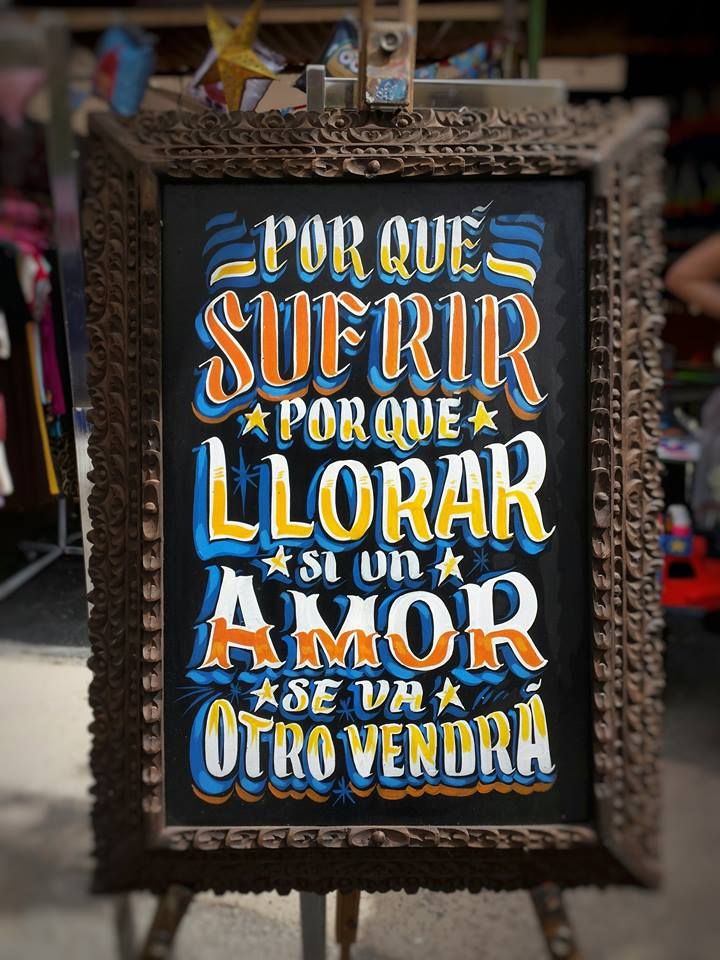 POR QUÉ
SUFRIR
POR QUE
LLORAR
SI UN
AMOR
SE VA
OTRO VENDRÁ